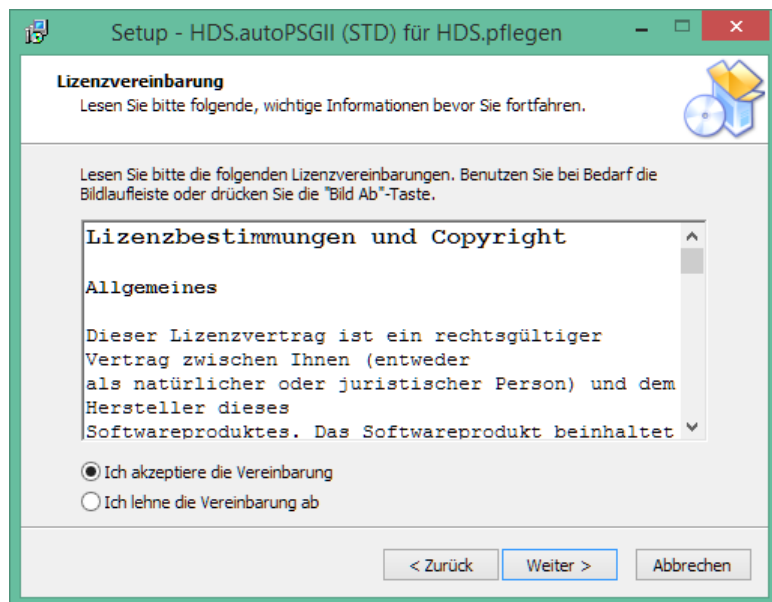 Setup - HDS.autoPSGII (STD) für HDS.pflegen
Lizenzvereinbarung
Lesen Sie bitte folgende, wichtige Informationen bevor Sie fortfahren.
Lesen Sie bitte die folgenden Lizenzvereinbarungen. Benutzen Sie bei Bedarf die
Bildlaufleiste oder drücken Sie die "Bild Ab"-Taste.
Lizenzbestimmungen und Copyright
Allgemeines
Dieser Lizenzvertrag ist ein rechtsgültiger
Vertrag zwischen Ihnen (entweder
als natürlicher oder juristischer Person) und dem
Hersteller dieses
Softwareproduktes. Das Softwareprodukt beinhaltet
Ich akzeptiere die Vereinbarung
Ich lehne die Vereinbarung ab
< Zurück Weiter > Abbrechen